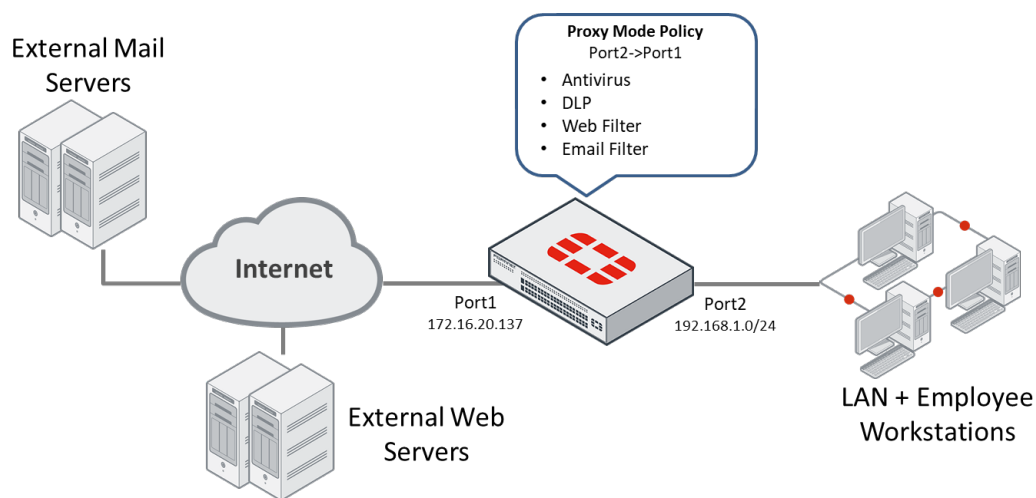 Proxy Mode Policy
Port2->Port1
• Antivirus
• DLP
• Web Filter
• Email Filter
External Mail
Servers
Internet
Port1
172.16.20.137
Port2
192.168.1.0/24
External Web
Servers
LAN + Employee
Workstations